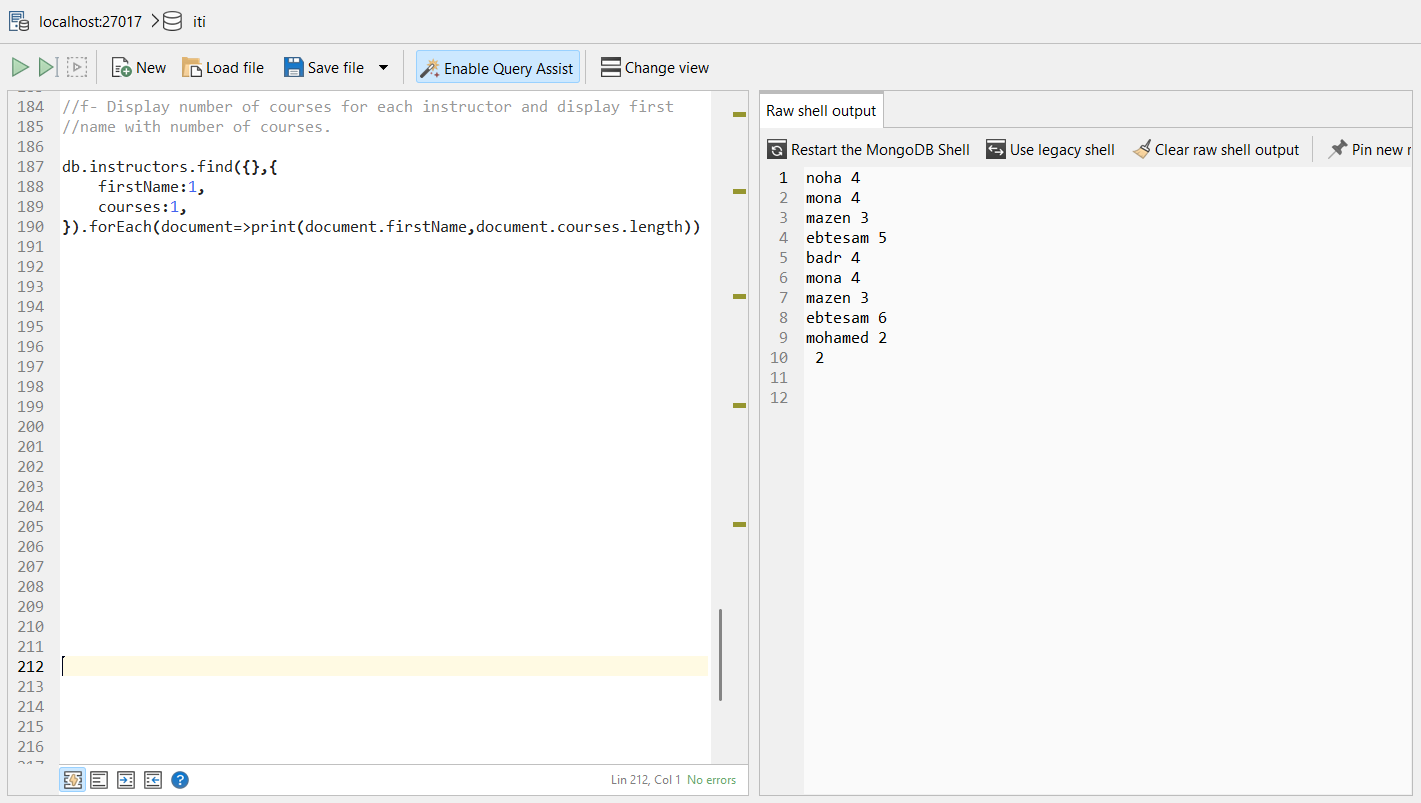 localhost:27017 iti
New Load file Save file Enable Query Assist Change view
184 //f- Display number of courses for each instructor and display first
185 //name with number of courses.
186
187 db.instructors.find({},{
188 firstName:1,
189 courses:1,
190 }).forEach(document=>print(document.firstName,document.courses.length))
191
192
193
194
195
196
197
198
199
200
201
202
203
204
205
206
207
208
209
210
211
212
213
214
215
216
Lin 212, Col 1 No errors
Raw shell output
Restart the MongoDB Shell Use legacy shell Clear raw shell output Pin new r
1 noha 4
2 mona 4
3 mazen 3
4 ebtesam 5
5 badr 4
6 mona 4
7 mazen 3
8 ebtesam 6
9 mohamed 2
10 2
11
12